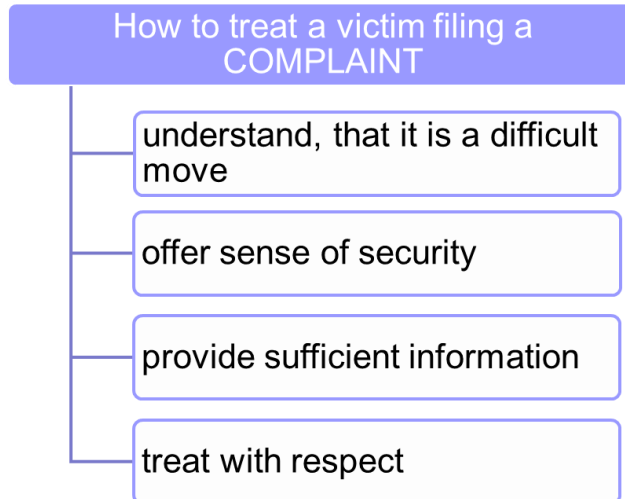 How to treat a victim filing a
COMPLAINT
understand, that it is a difficult
move
offer sense of security
provide sufficient information
treat with respect